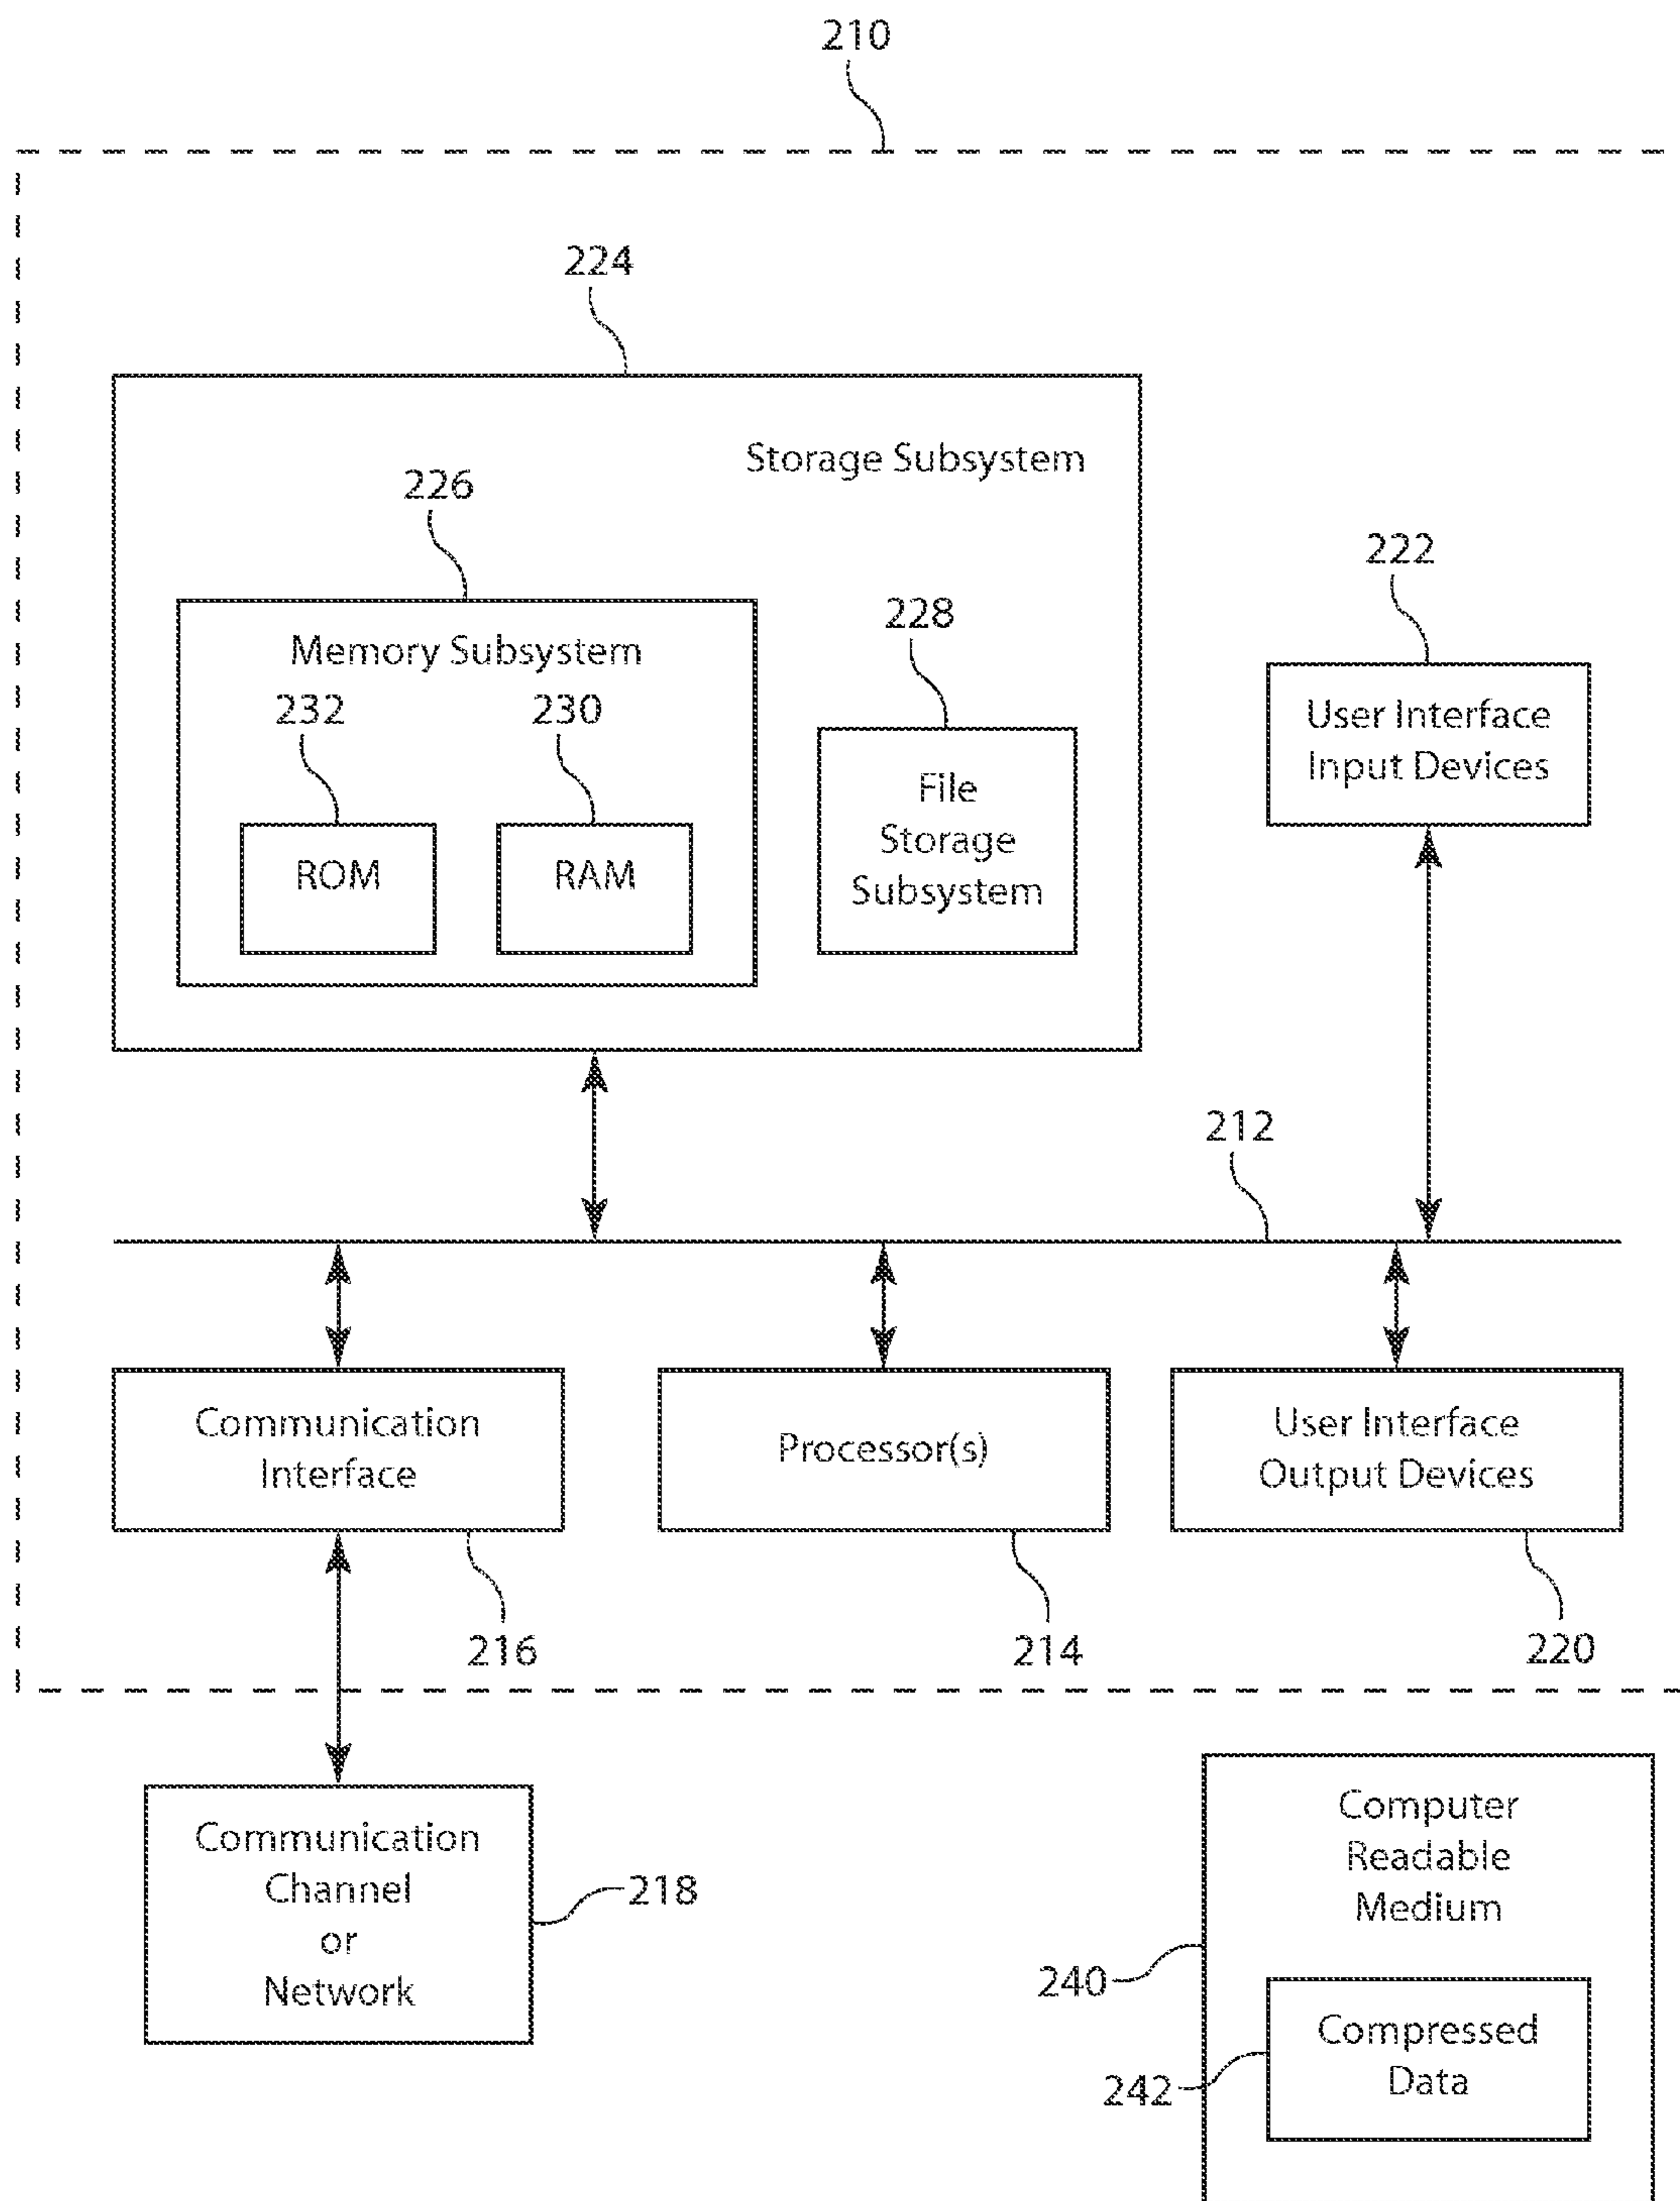 210
224
Storage Subsystem
226
Memory Subsystem
232
230
ROM
RAM
228
File
Storage
Subsystem
222
User Interface
Input Devices
212
Communication
Interface
216
Processor(s)
214
User Interface
Output Devices
220
Communication
Channel
or
Network
218
Computer
Readable
Medium
240
Compressed
Data
242